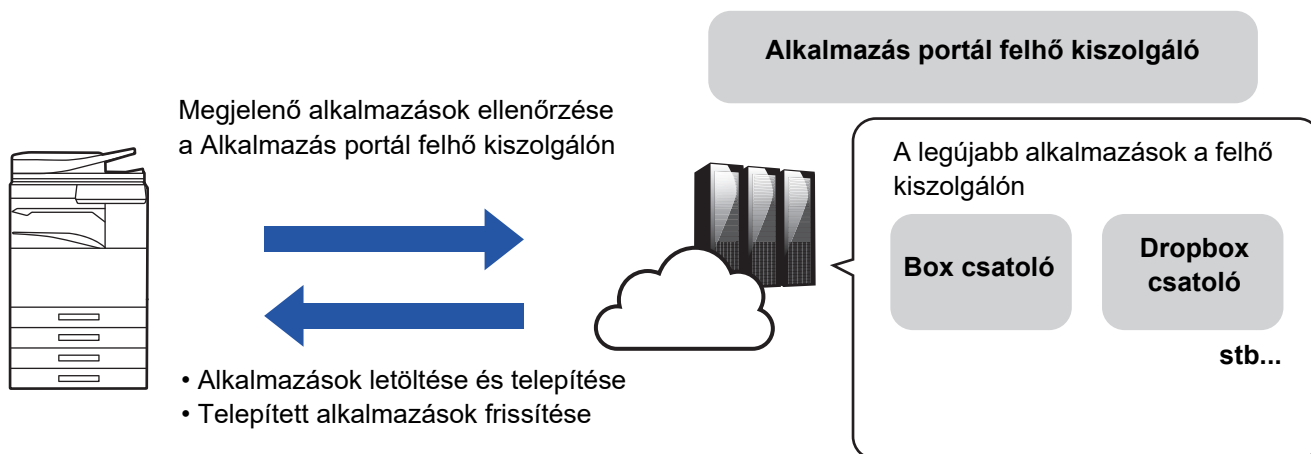 Alkalmazás portál felhő kiszolgáló
Megjelenő alkalmazások ellenőrzése
a Alkalmazás portál felhő kiszolgálón
A legújabb alkalmazások a felhő
kiszolgálón
Box csatoló
Dropbox
csatoló
stb...
• Alkalmazások letöltése és telepítése
• Telepített alkalmazások frissítése